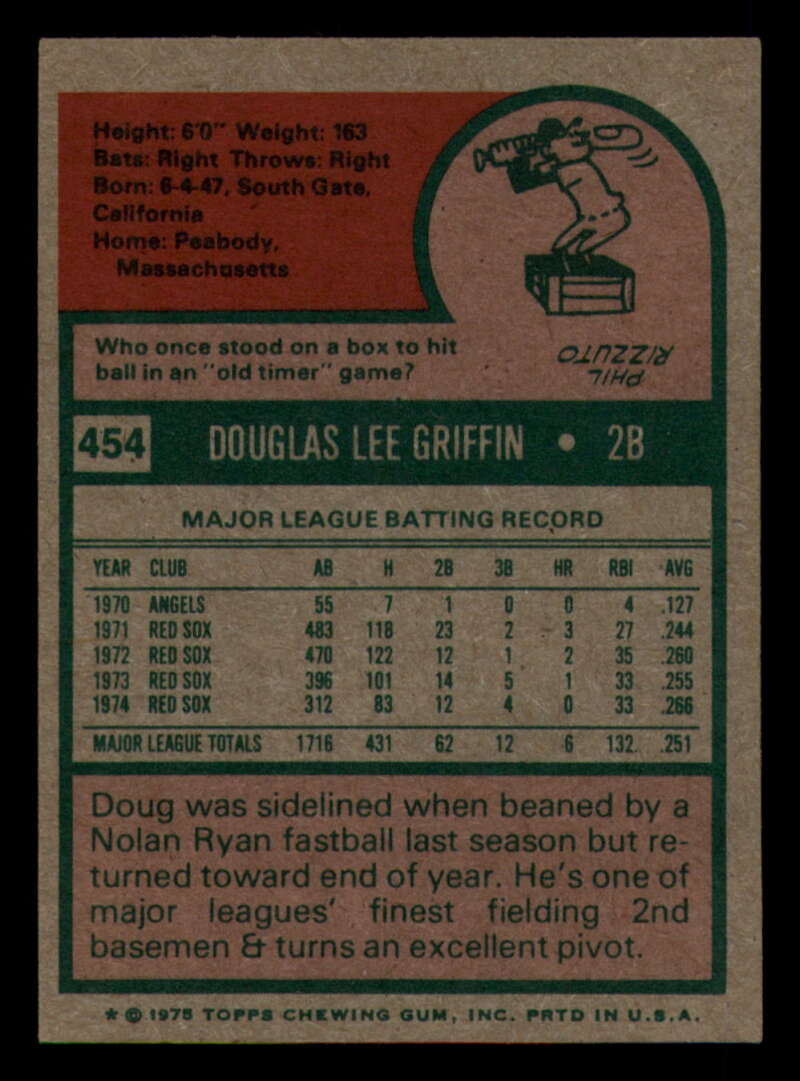 Height: 6'0" Weight: 163
Bats: Right Throws: Right
Born: 6-4-47, South Gate,
California
Home: Peabody,
Massachusetts
Who once stood on a box to hit
ball in an "old timer" game?
PHIL
RIZZUTO
454 DOUGLAS LEE GRIFFIN • 2B
MAJOR LEAGUE BATTING RECORD
YEAR CLUB AB H 2B 3B HR RBI AVG
1970 ANGELS 55 7 1 0 0 4 .127
1971 RED SOX 483 118 23 2 3 27 .244
1972 RED SOX 470 122 12 1 2 35 .260
1973 RED SOX 396 101 14 5 1 33 .255
1974 RED SOX 312 83 12 4 0 33 .266
MAJOR LEAGUE TOTALS 1716 431 62 12 6 132 .251
Doug was sidelined when beaned by a
Nolan Ryan fastball last season but re-
turned toward end of year. He's one of
major leagues' finest fielding 2nd
basemen & turns an excellent pivot.
* © 1975 TOPPS CHEWING GUM, INC. PRTD IN U.S.A.